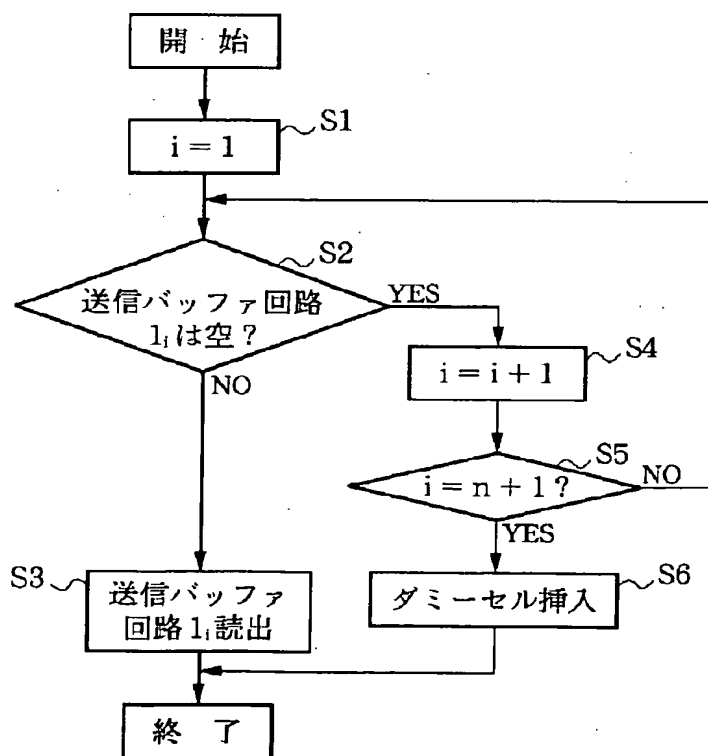 開 始
S1
i = 1
S2
送信バッファ回路
1ᵢは空？
YES
NO
S4
i = i + 1
S5
i = n + 1 ?
NO
YES
S3
送信バッファ
回路1ᵢ読出
S6
ダミーセル挿入
終 了